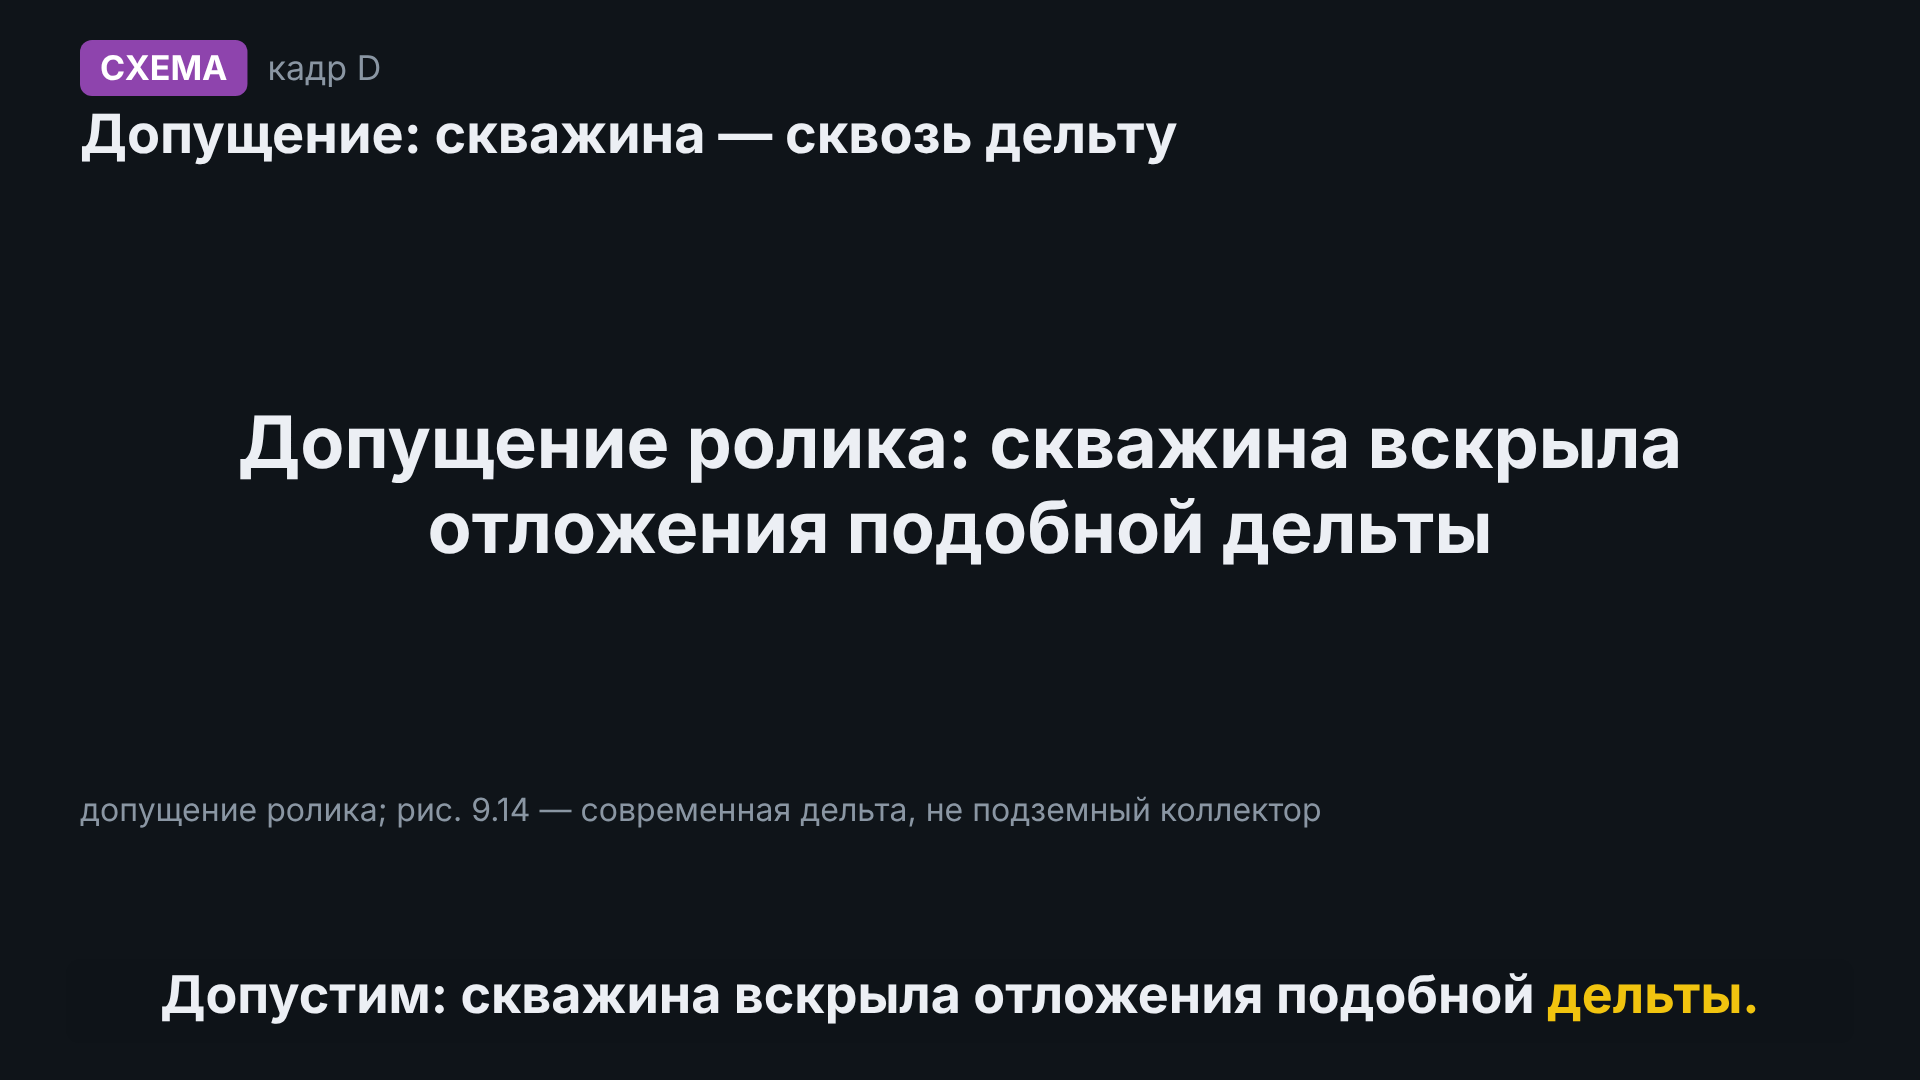 СХЕМА кадр D
Допущение: скважина — сквозь дельту
Допущение ролика: скважина вскрыла
отложения подобной дельты
допущение ролика; рис. 9.14 — современная дельта, не подземный коллектор
Допустим: скважина вскрыла отложения подобной дельты.